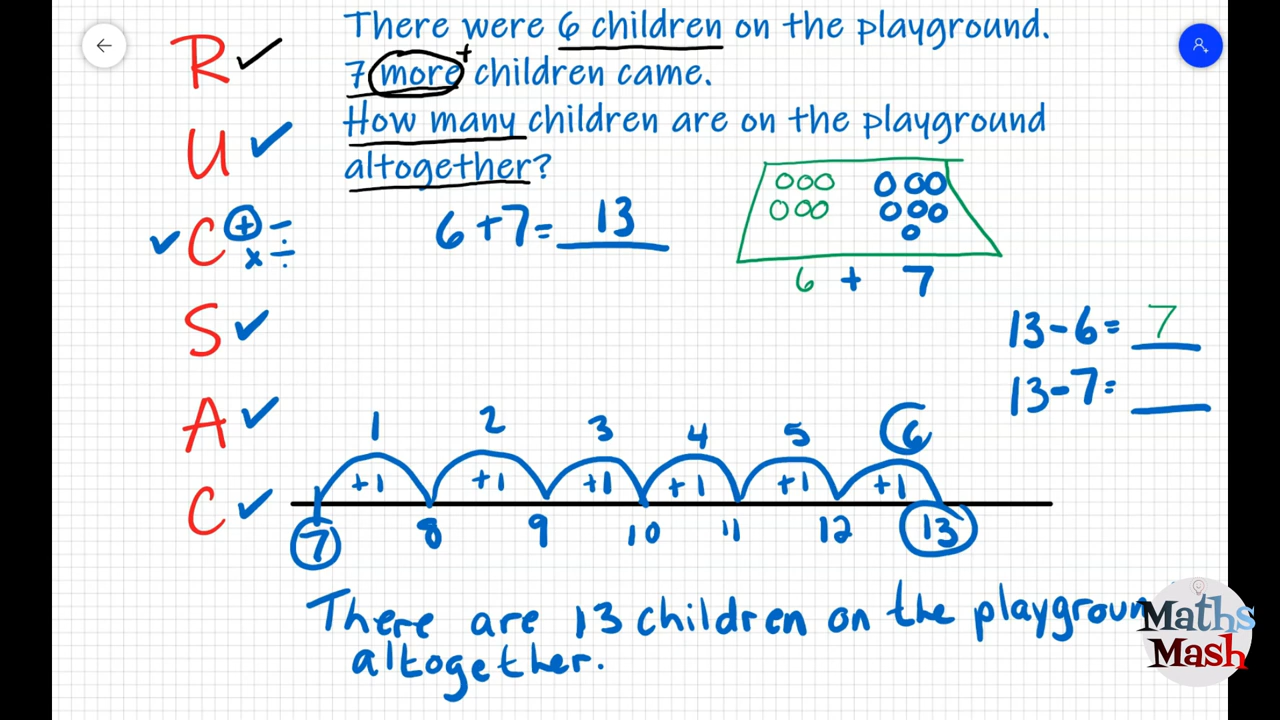 R ✓
There were 6 children on the playground.
7 more+ children came.
How many children are on the playground
altogether?
U ✓
✓ C + -
× ÷
6+7= 13
6 + 7
S ✓
13-6= 7
13-7= __
A ✓
1 2 3 4 5 6
+1 +1 +1 +1 +1 +1
C ✓
7 8 9 10 11 12 13
There are 13 children on the playgroun
altogether.
Maths
Mash